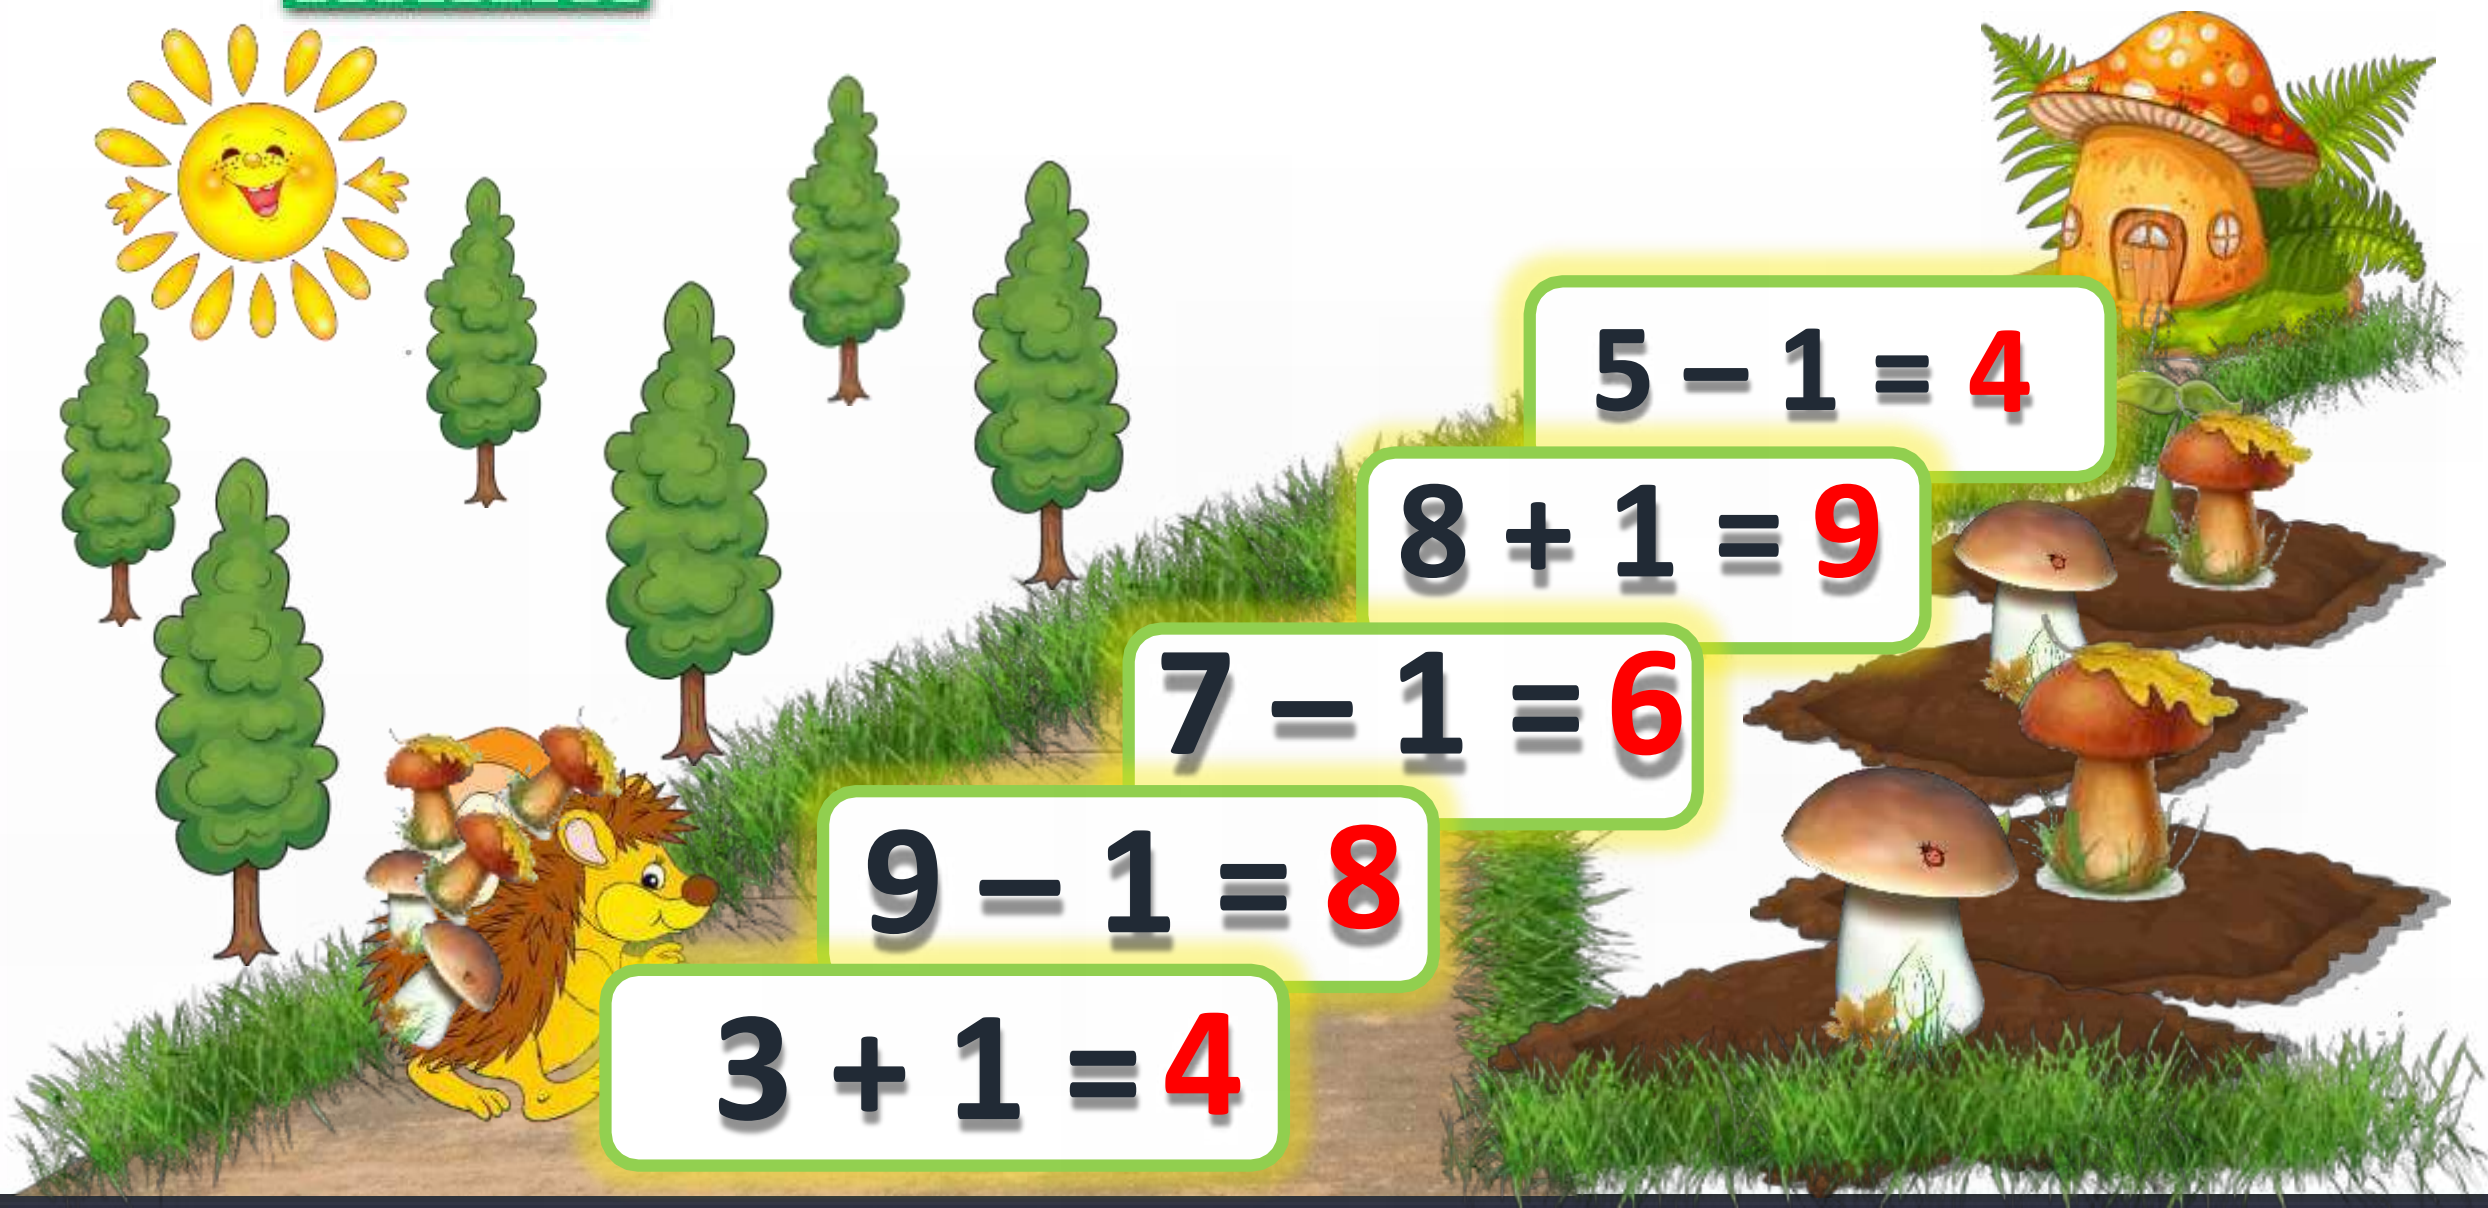 5 – 1 = 4
8 + 1 = 9
7 – 1 = 6
9 – 1 = 8
3 + 1 = 4